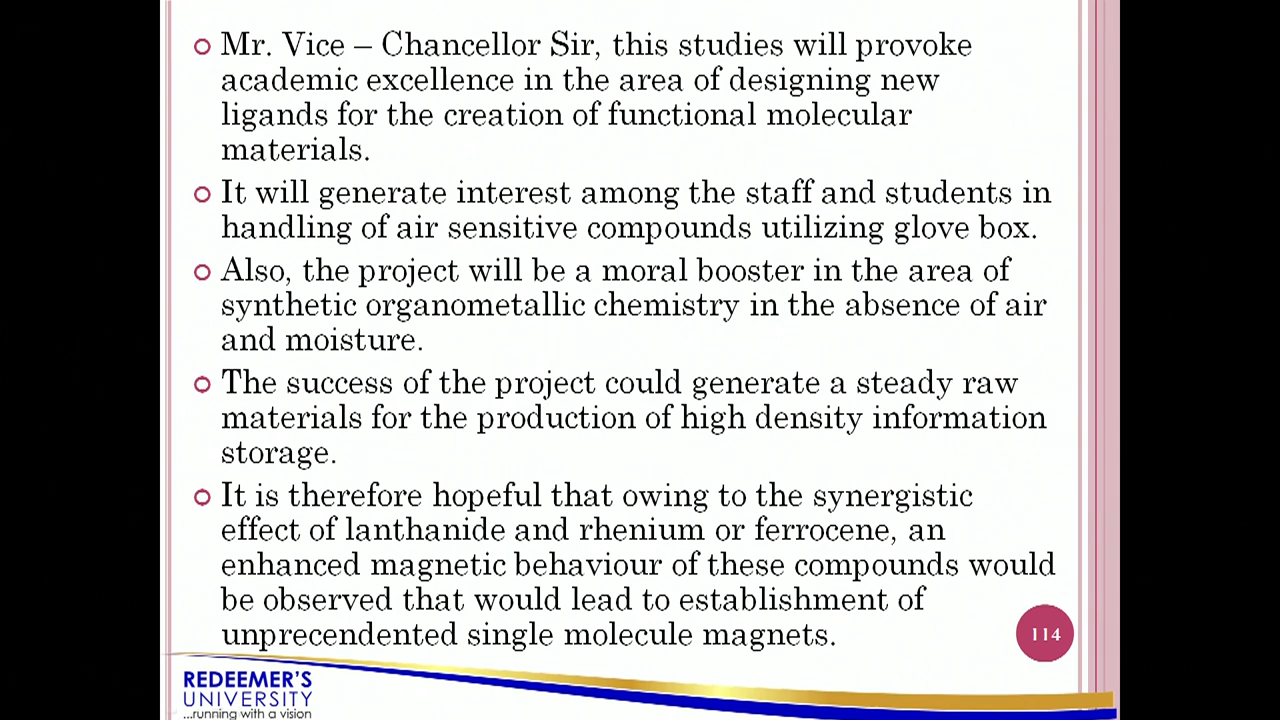 Mr. Vice – Chancellor Sir, this studies will provoke
academic excellence in the area of designing new
ligands for the creation of functional molecular
materials.
It will generate interest among the staff and students in
handling of air sensitive compounds utilizing glove box.
Also, the project will be a moral booster in the area of
synthetic organometallic chemistry in the absence of air
and moisture.
The success of the project could generate a steady raw
materials for the production of high density information
storage.
It is therefore hopeful that owing to the synergistic
effect of lanthanide and rhenium or ferrocene, an
enhanced magnetic behaviour of these compounds would
be observed that would lead to establishment of
unprecendented single molecule magnets.
114
REDEEMER'S
UNIVERSITY
...running with a vision